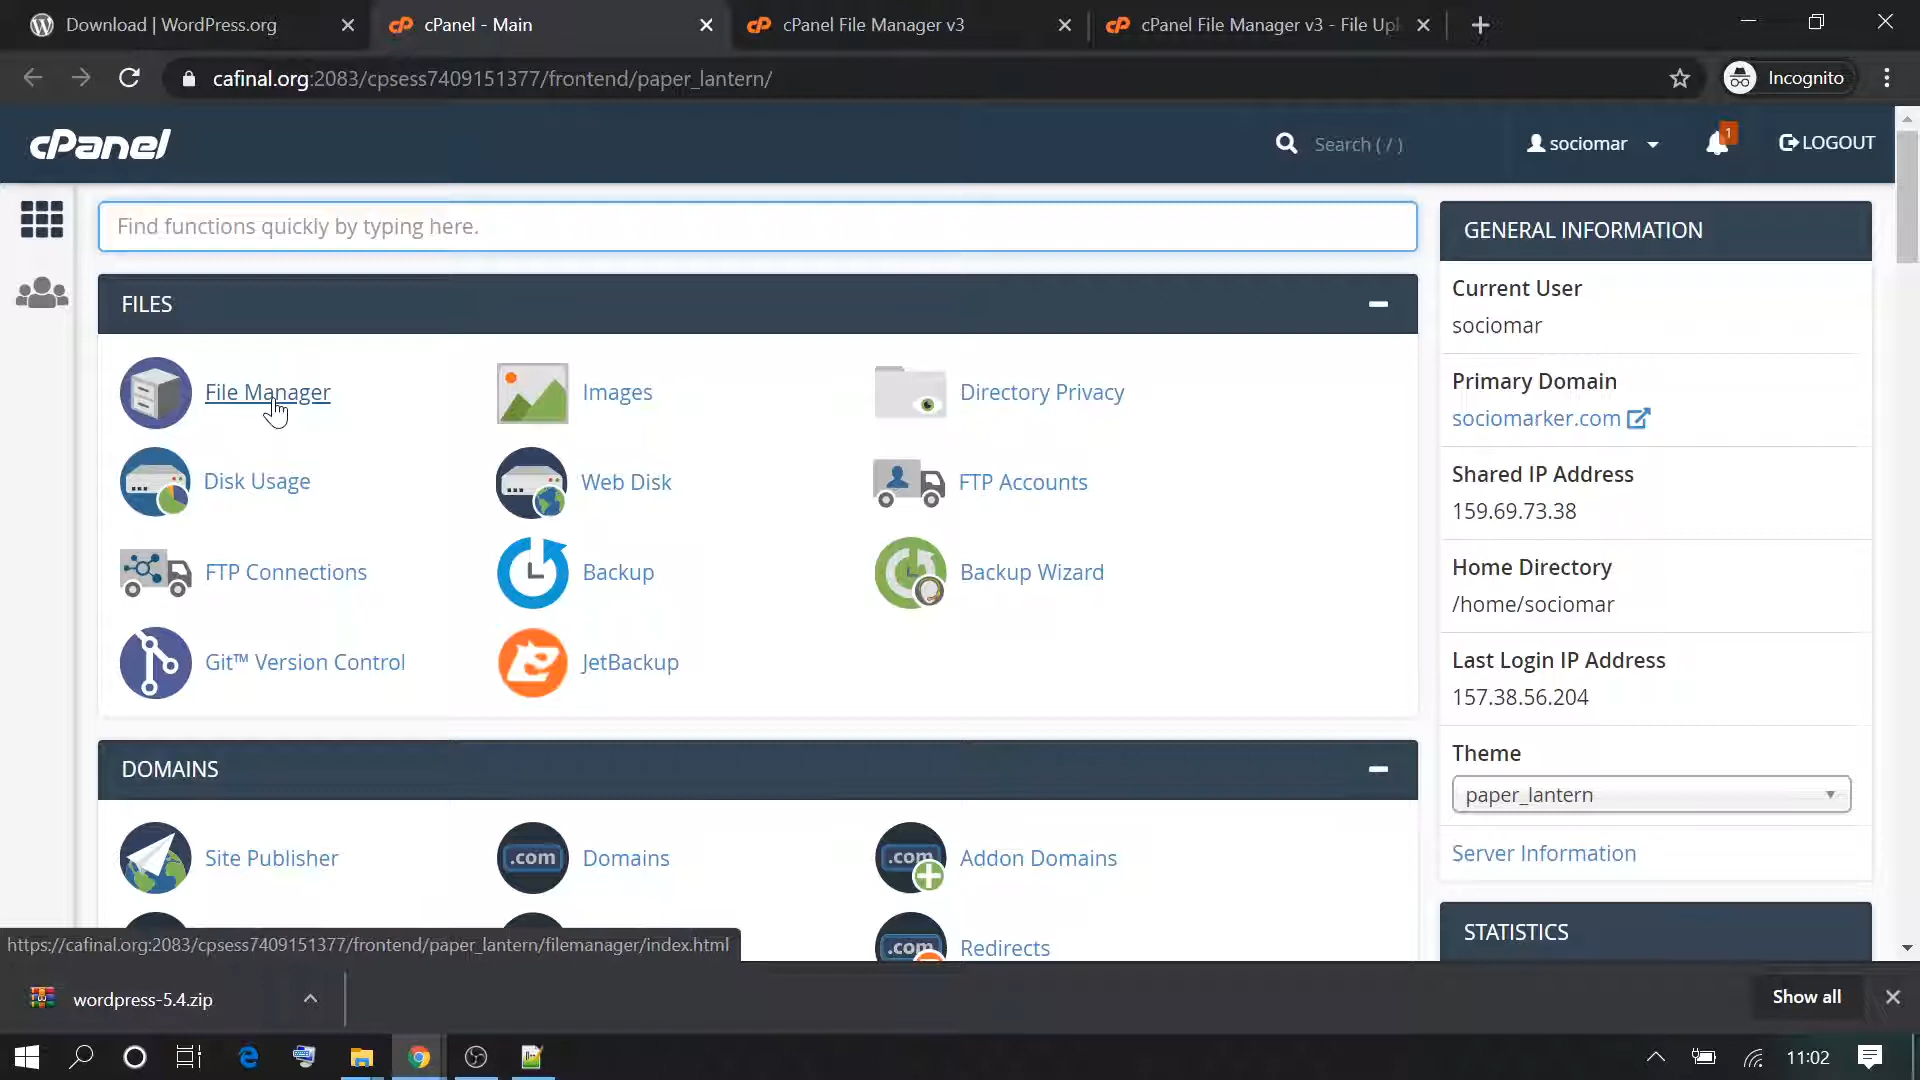 Download | WordPress.org
cPanel - Main
cPanel File Manager v3
cPanel File Manager v3 - File Upl
cafinal.org:2083/cpsess7409151377/frontend/paper_lantern/
Incognito
cPanel
Search ( / )
sociomar
1
LOGOUT
Find functions quickly by typing here.
GENERAL INFORMATION
FILES
Current User
sociomar
File Manager
Images
Directory Privacy
Primary Domain
sociomarker.com
Disk Usage
Web Disk
FTP Accounts
Shared IP Address
159.69.73.38
FTP Connections
Backup
Backup Wizard
Home Directory
/home/sociomar
Git™ Version Control
JetBackup
Last Login IP Address
157.38.56.204
DOMAINS
Theme
paper_lantern
Site Publisher
.com
Domains
.com
Addon Domains
Server Information
.com
Redirects
STATISTICS
https://cafinal.org:2083/cpsess7409151377/frontend/paper_lantern/filemanager/index.html
wordpress-5.4.zip
Show all
11:02